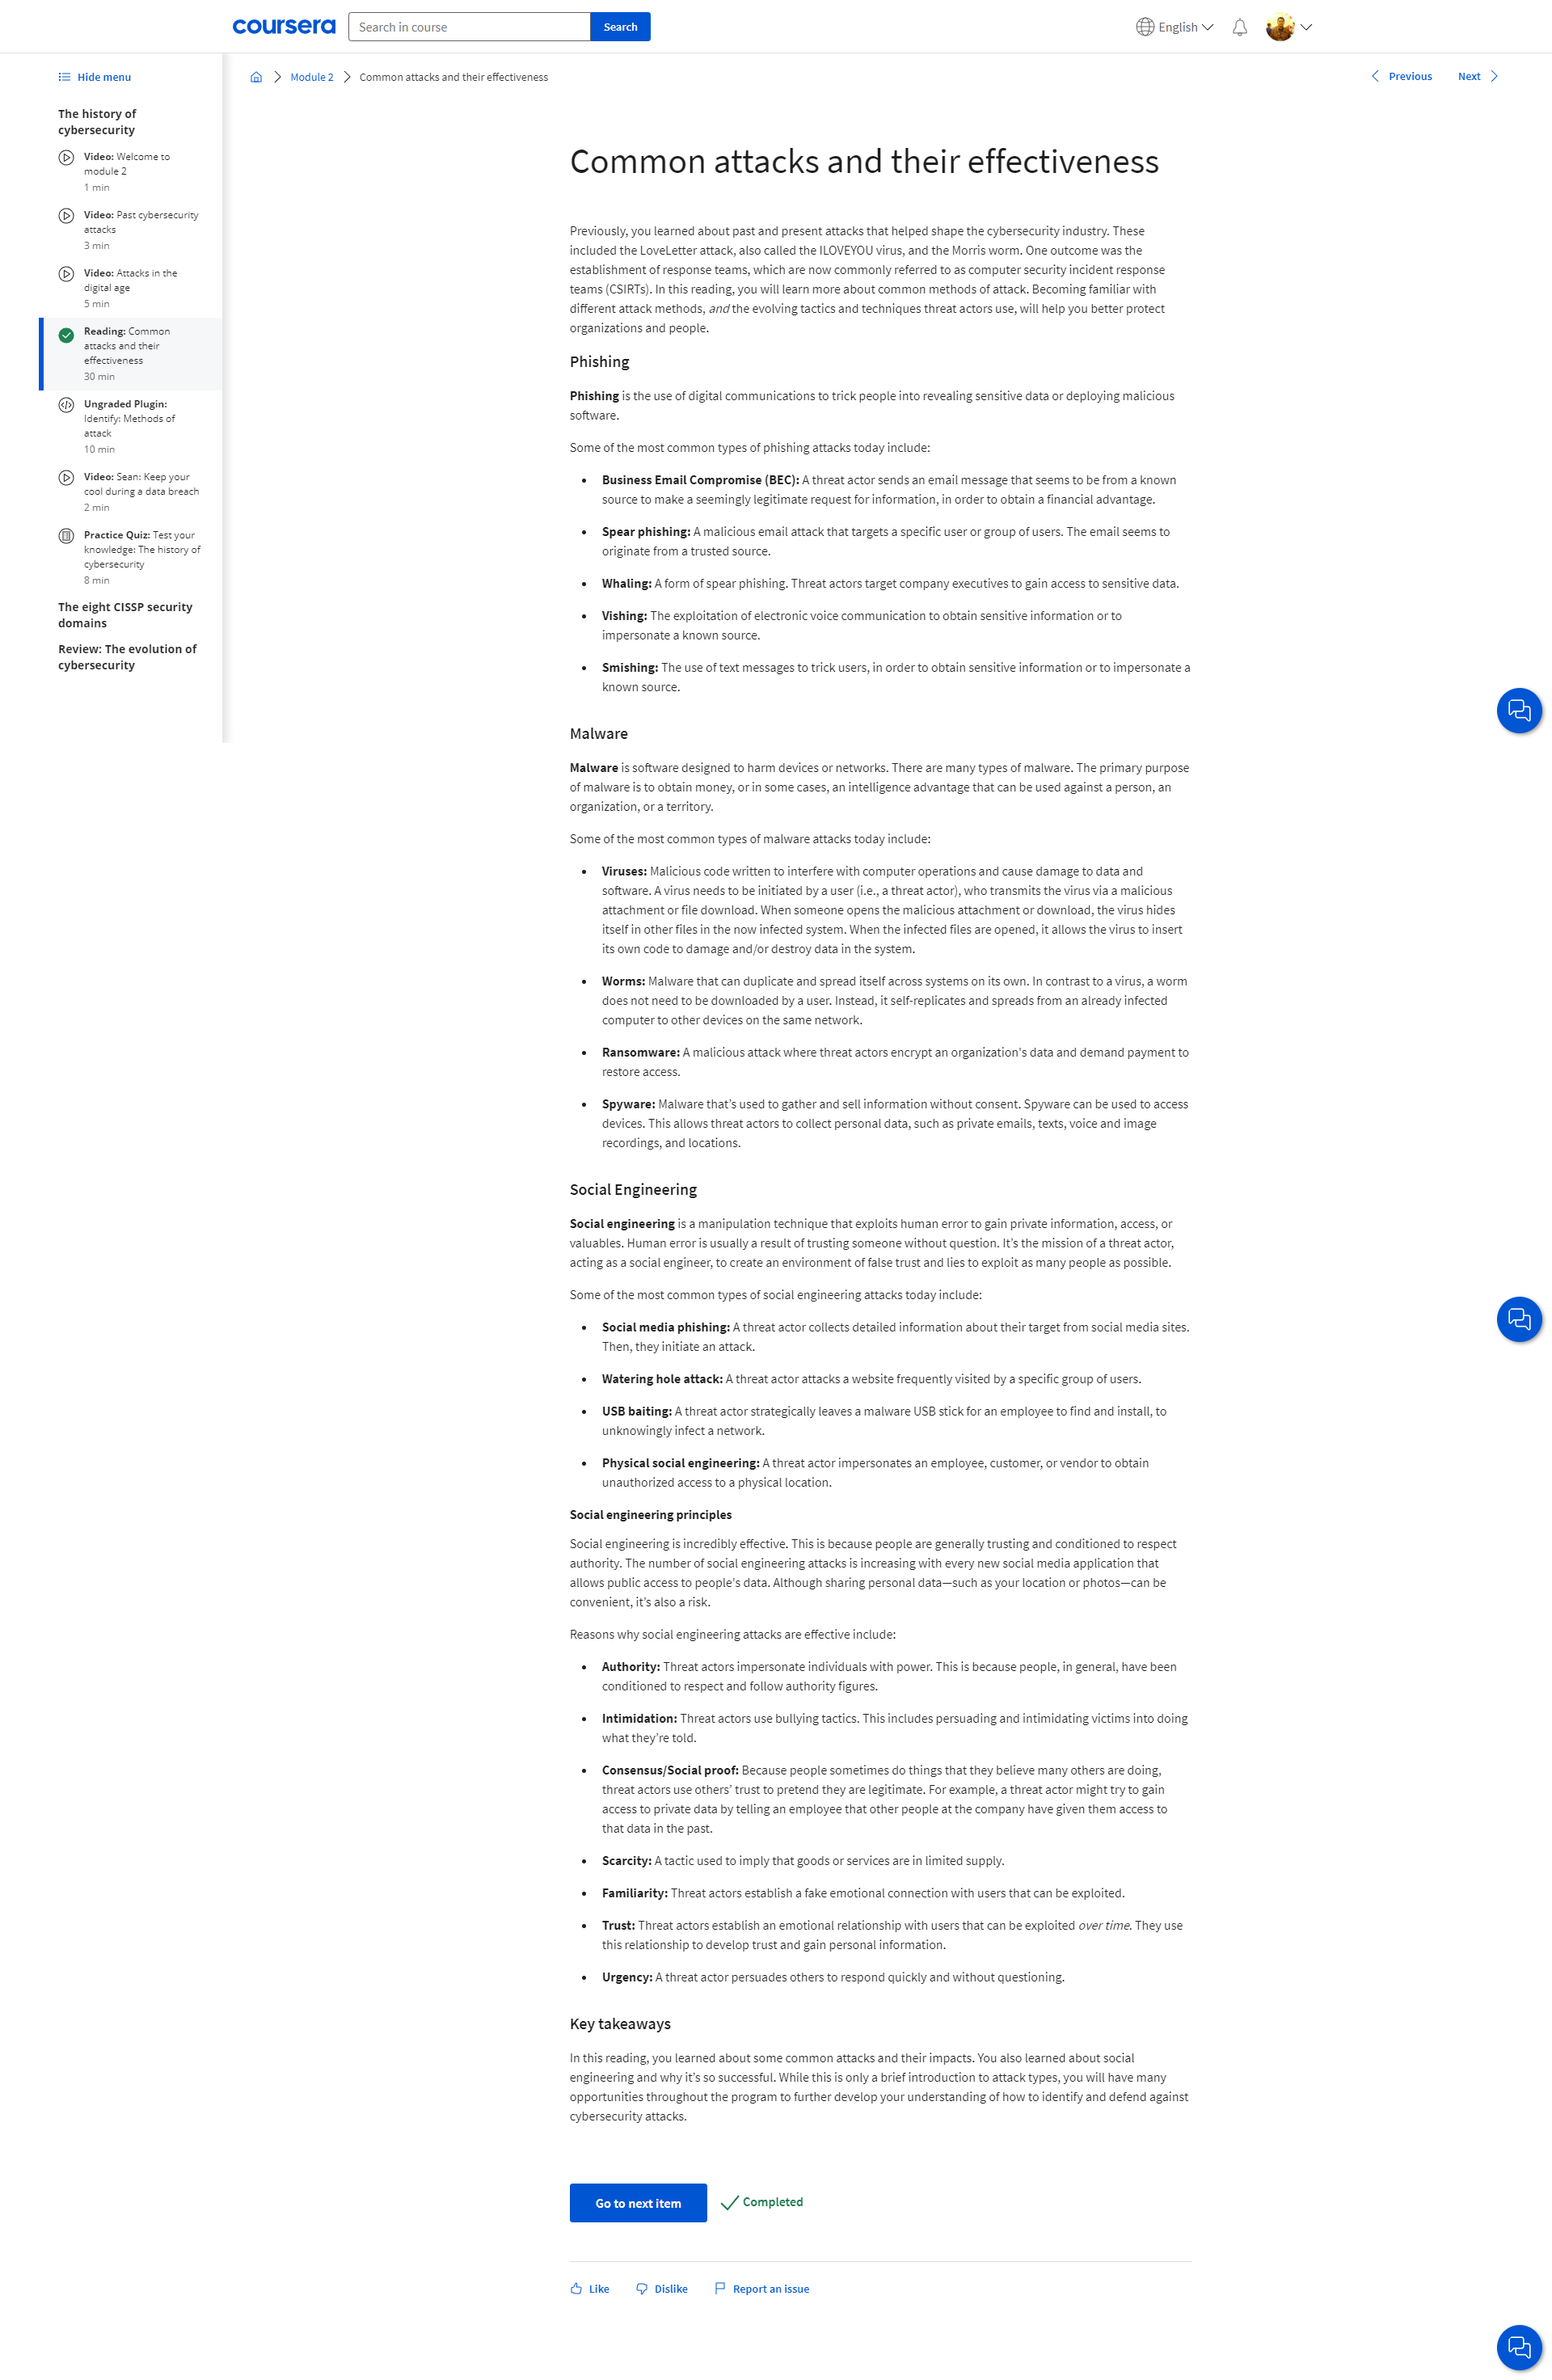 coursera
Search in course
Search
English
Hide menu
The history of
cybersecurity
Video: Welcome to
module 2
1 min
Video: Past cybersecurity
attacks
3 min
Video: Attacks in the
digital age
5 min
Reading: Common
attacks and their
effectiveness
30 min
Ungraded Plugin:
Identify: Methods of
attack
10 min
Video: Sean: Keep your
cool during a data breach
2 min
Practice Quiz: Test your
knowledge: The history of
cybersecurity
8 min
The eight CISSP security
domains
Review: The evolution of
cybersecurity
Module 2
Common attacks and their effectiveness
Previous
Next
Common attacks and their effectiveness
Previously, you learned about past and present attacks that helped shape the cybersecurity industry. These
included the LoveLetter attack, also called the ILOVEYOU virus, and the Morris worm. One outcome was the
establishment of response teams, which are now commonly referred to as computer security incident response
teams (CSIRTs). In this reading, you will learn more about common methods of attack. Becoming familiar with
different attack methods, and the evolving tactics and techniques threat actors use, will help you better protect
organizations and people.
Phishing
Phishing is the use of digital communications to trick people into revealing sensitive data or deploying malicious
software.
Some of the most common types of phishing attacks today include:
• Business Email Compromise (BEC): A threat actor sends an email message that seems to be from a known
source to make a seemingly legitimate request for information, in order to obtain a financial advantage.
• Spear phishing: A malicious email attack that targets a specific user or group of users. The email seems to
originate from a trusted source.
• Whaling: A form of spear phishing. Threat actors target company executives to gain access to sensitive data.
• Vishing: The exploitation of electronic voice communication to obtain sensitive information or to
impersonate a known source.
• Smishing: The use of text messages to trick users, in order to obtain sensitive information or to impersonate a
known source.
Malware
Malware is software designed to harm devices or networks. There are many types of malware. The primary purpose
of malware is to obtain money, or in some cases, an intelligence advantage that can be used against a person, an
organization, or a territory.
Some of the most common types of malware attacks today include:
• Viruses: Malicious code written to interfere with computer operations and cause damage to data and
software. A virus needs to be initiated by a user (i.e., a threat actor), who transmits the virus via a malicious
attachment or file download. When someone opens the malicious attachment or download, the virus hides
itself in other files in the now infected system. When the infected files are opened, it allows the virus to insert
its own code to damage and/or destroy data in the system.
• Worms: Malware that can duplicate and spread itself across systems on its own. In contrast to a virus, a worm
does not need to be downloaded by a user. Instead, it self-replicates and spreads from an already infected
computer to other devices on the same network.
• Ransomware: A malicious attack where threat actors encrypt an organization's data and demand payment to
restore access.
• Spyware: Malware that’s used to gather and sell information without consent. Spyware can be used to access
devices. This allows threat actors to collect personal data, such as private emails, texts, voice and image
recordings, and locations.
Social Engineering
Social engineering is a manipulation technique that exploits human error to gain private information, access, or
valuables. Human error is usually a result of trusting someone without question. It’s the mission of a threat actor,
acting as a social engineer, to create an environment of false trust and lies to exploit as many people as possible.
Some of the most common types of social engineering attacks today include:
• Social media phishing: A threat actor collects detailed information about their target from social media sites.
Then, they initiate an attack.
• Watering hole attack: A threat actor attacks a website frequently visited by a specific group of users.
• USB baiting: A threat actor strategically leaves a malware USB stick for an employee to find and install, to
unknowingly infect a network.
• Physical social engineering: A threat actor impersonates an employee, customer, or vendor to obtain
unauthorized access to a physical location.
Social engineering principles
Social engineering is incredibly effective. This is because people are generally trusting and conditioned to respect
authority. The number of social engineering attacks is increasing with every new social media application that
allows public access to people's data. Although sharing personal data—such as your location or photos—can be
convenient, it’s also a risk.
Reasons why social engineering attacks are effective include:
• Authority: Threat actors impersonate individuals with power. This is because people, in general, have been
conditioned to respect and follow authority figures.
• Intimidation: Threat actors use bullying tactics. This includes persuading and intimidating victims into doing
what they’re told.
• Consensus/Social proof: Because people sometimes do things that they believe many others are doing,
threat actors use others’ trust to pretend they are legitimate. For example, a threat actor might try to gain
access to private data by telling an employee that other people at the company have given them access to
that data in the past.
• Scarcity: A tactic used to imply that goods or services are in limited supply.
• Familiarity: Threat actors establish a fake emotional connection with users that can be exploited.
• Trust: Threat actors establish an emotional relationship with users that can be exploited over time. They use
this relationship to develop trust and gain personal information.
• Urgency: A threat actor persuades others to respond quickly and without questioning.
Key takeaways
In this reading, you learned about some common attacks and their impacts. You also learned about social
engineering and why it’s so successful. While this is only a brief introduction to attack types, you will have many
opportunities throughout the program to further develop your understanding of how to identify and defend against
cybersecurity attacks.
Go to next item
Completed
Like
Dislike
Report an issue